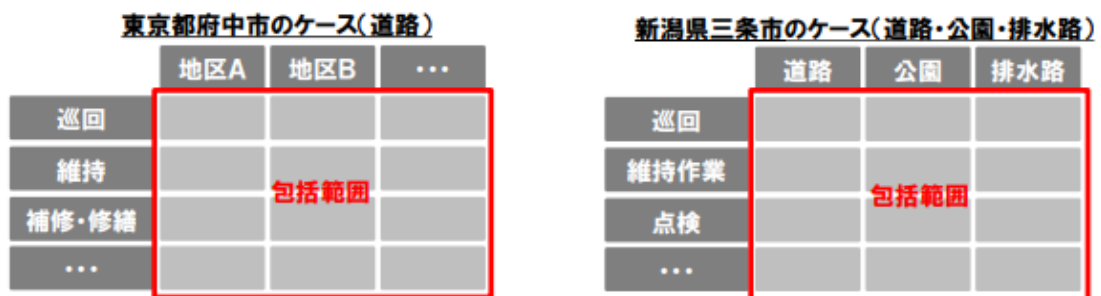 東京都府中市のケース(道路)
地区A 地区B ・・・
巡回
維持
包括範囲
補修・修繕
・・・
新潟県三条市のケース(道路・公園・排水路)
道路 公園 排水路
巡回
維持作業
包括範囲
点検
・・・